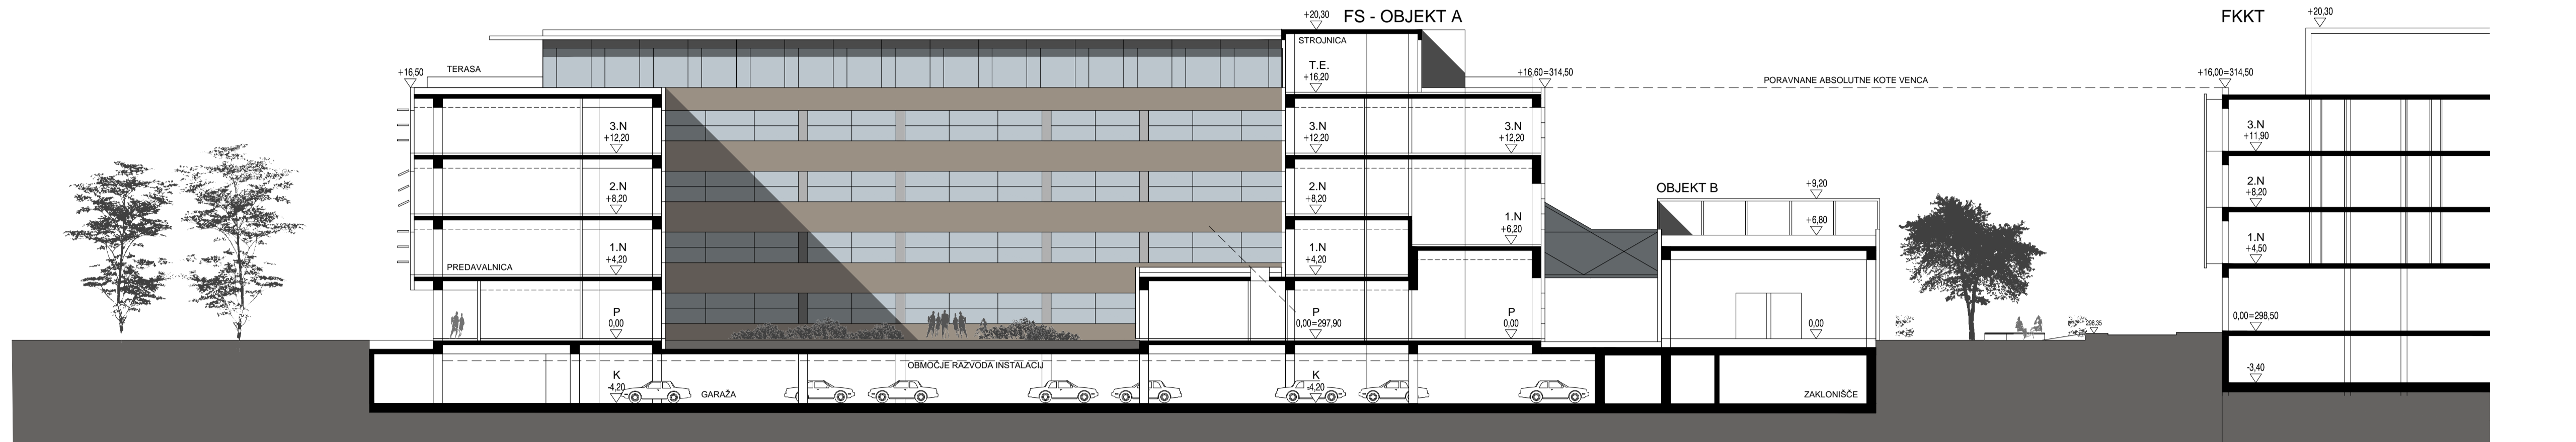 +20,30
FS - OBJEKT A
FKKT
+20,30
STROJNICA
TERASA
+16,50
T.E.
+16,20
+16,60=314,50
PORAVNANE ABSOLUTNE KOTE VENCA
+16,00=314,50
3.N
+12,20
3.N
+12,20
3.N
+12,20
3.N
+11,90
2.N
+8,20
2.N
+8,20
OBJEKT B
+9,20
2.N
+8,20
1.N
+6,20
+6,80
1.N
+4,20
1.N
+4,20
1.N
+4,50
PREDAVALNICA
P
0,00
P
0,00=297,90
P
0,00
0,00
298,35
0,00=298,50
OBMOČJE RAZVODA INSTALACIJ
K
-4,20
GARAŽA
K
-4,20
ZAKLONIŠČE
-3,40